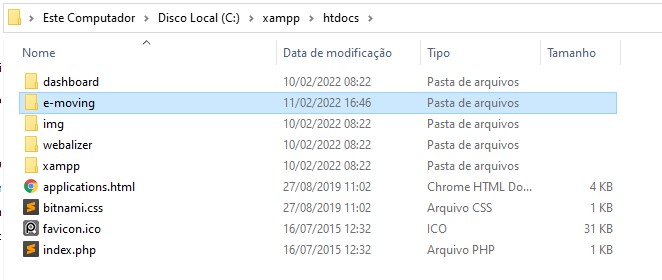 Este Computador > Disco Local (C:) > xampp > htdocs >
Nome Data de modificação Tipo Tamanho
dashboard 10/02/2022 08:22 Pasta de arquivos
e-moving 11/02/2022 16:46 Pasta de arquivos
img 10/02/2022 08:22 Pasta de arquivos
webalizer 10/02/2022 08:22 Pasta de arquivos
xampp 10/02/2022 08:22 Pasta de arquivos
applications.html 27/08/2019 11:02 Chrome HTML Do... 4 KB
bitnami.css 27/08/2019 11:02 Arquivo CSS 1 KB
favicon.ico 16/07/2015 12:32 ICO 31 KB
index.php 16/07/2015 12:32 Arquivo PHP 1 KB